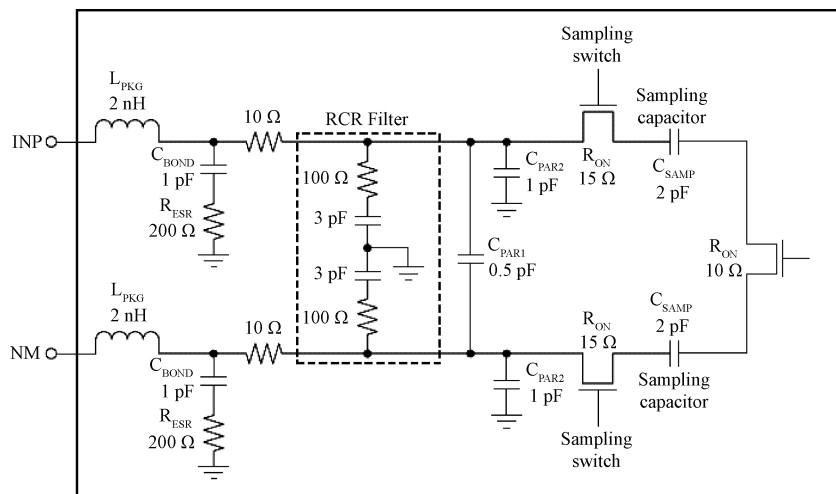 Sampling
switch
L_PKG
2 nH
10 Ω
RCR Filter
Sampling
capacitor
INP
C_BOND
1 pF
100 Ω
C_PAR2
1 pF
R_ON
15 Ω
C_SAMP
2 pF
R_ESR
200 Ω
3 pF
C_PAR1
0.5 pF
R_ON
10 Ω
3 pF
L_PKG
2 nH
10 Ω
100 Ω
R_ON
15 Ω
C_SAMP
2 pF
NM
C_BOND
1 pF
C_PAR2
1 pF
Sampling
capacitor
R_ESR
200 Ω
Sampling
switch